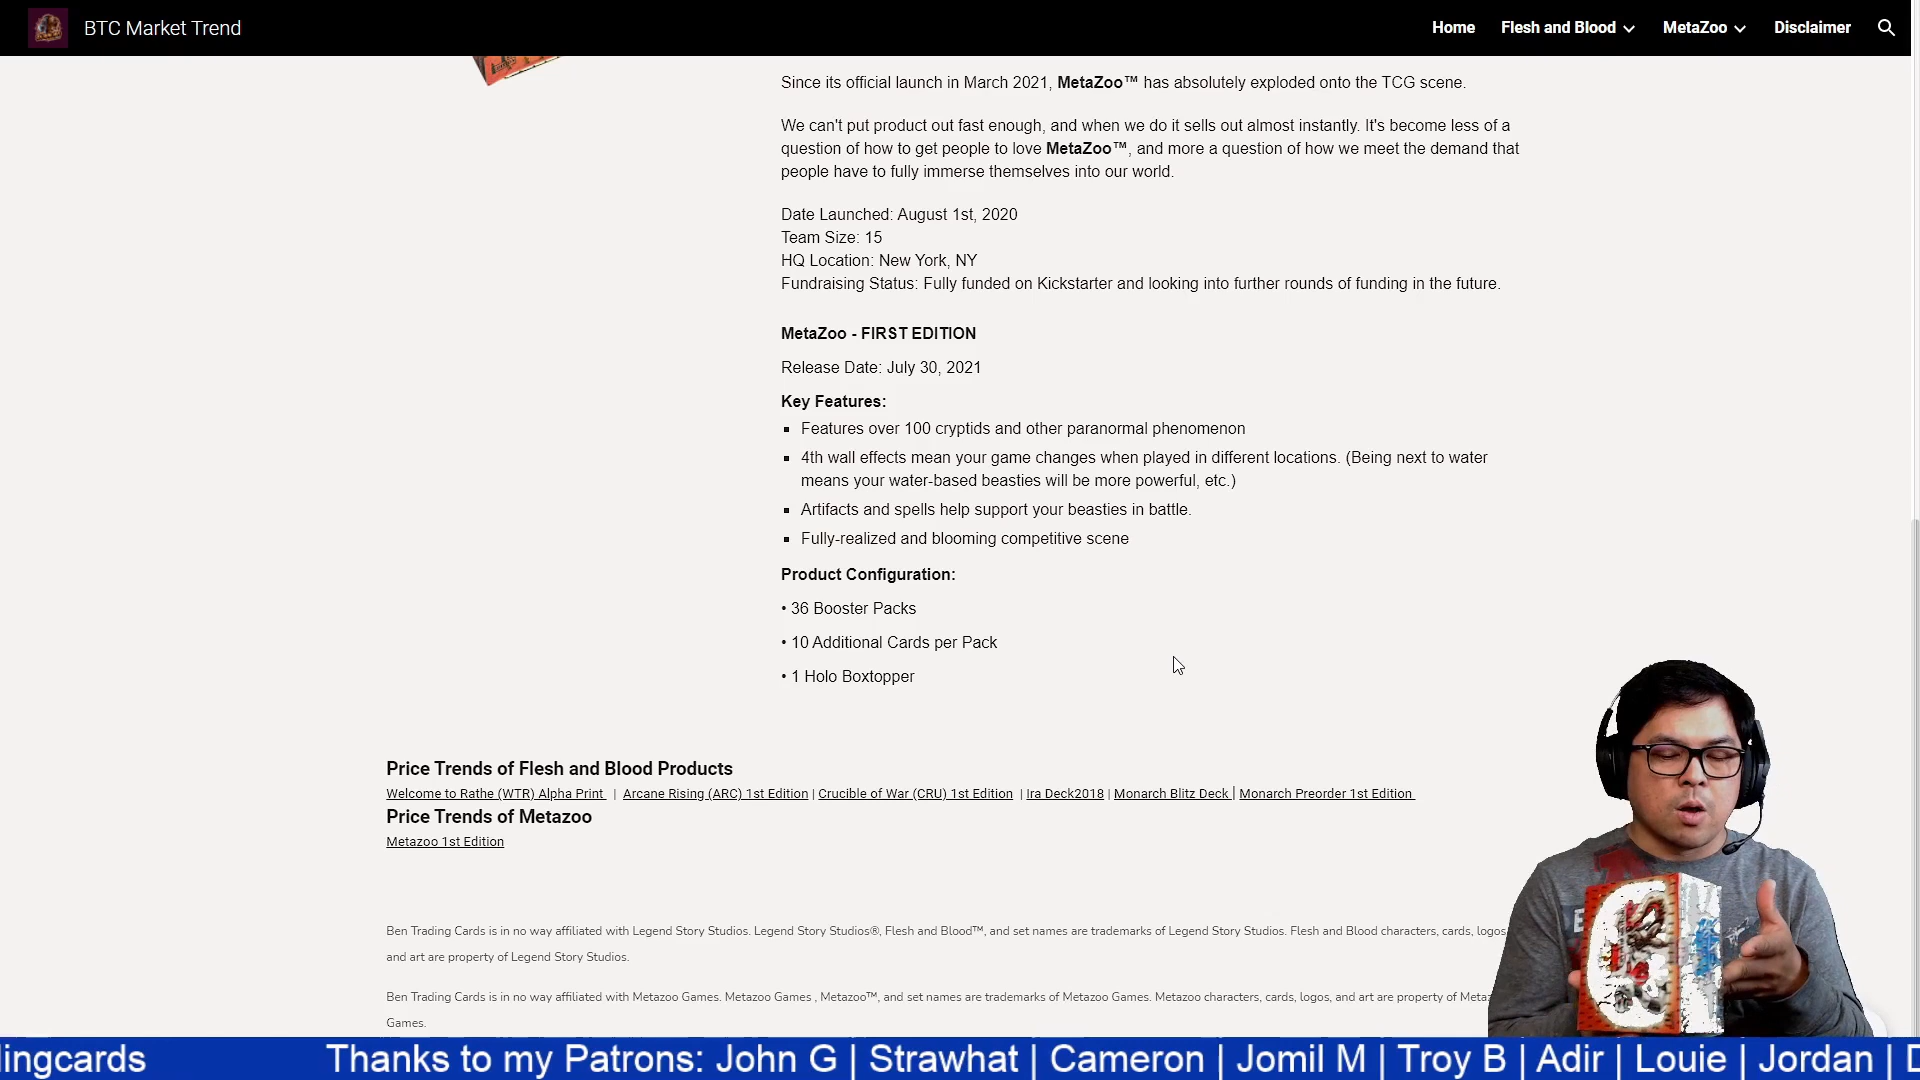 BTC Market Trend
Home
Flesh and Blood
MetaZoo
Disclaimer
Since its official launch in March 2021, MetaZoo™ has absolutely exploded onto the TCG scene.
We can't put product out fast enough, and when we do it sells out almost instantly. It's become less of a
question of how to get people to love MetaZoo™, and more a question of how we meet the demand that
people have to fully immerse themselves into our world.
Date Launched: August 1st, 2020
Team Size: 15
HQ Location: New York, NY
Fundraising Status: Fully funded on Kickstarter and looking into further rounds of funding in the future.
MetaZoo - FIRST EDITION
Release Date: July 30, 2021
Key Features:
▪ Features over 100 cryptids and other paranormal phenomenon
▪ 4th wall effects mean your game changes when played in different locations. (Being next to water
means your water-based beasties will be more powerful, etc.)
▪ Artifacts and spells help support your beasties in battle.
▪ Fully-realized and blooming competitive scene
Product Configuration:
• 36 Booster Packs
• 10 Additional Cards per Pack
• 1 Holo Boxtopper
Price Trends of Flesh and Blood Products
Welcome to Rathe (WTR) Alpha Print | Arcane Rising (ARC) 1st Edition | Crucible of War (CRU) 1st Edition | Ira Deck2018 | Monarch Blitz Deck | Monarch Preorder 1st Edition
Price Trends of Metazoo
Metazoo 1st Edition
Ben Trading Cards is in no way affiliated with Legend Story Studios. Legend Story Studios®, Flesh and Blood™, and set names are trademarks of Legend Story Studios. Flesh and Blood characters, cards, logos
and art are property of Legend Story Studios.
Ben Trading Cards is in no way affiliated with Metazoo Games. Metazoo Games , Metazoo™, and set names are trademarks of Metazoo Games. Metazoo characters, cards, logos, and art are property of Metaz
Games.
lingcards Thanks to my Patrons: John G | Strawhat | Cameron | Jomil M | Troy B | Adir | Louie | Jordan | D